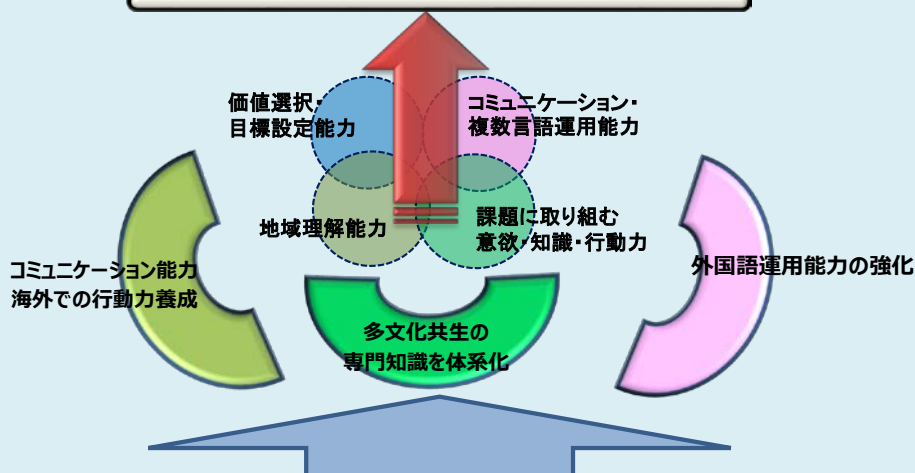 価値選択・
目標設定能力
コミュニケーション・
複数言語運用能力
地域理解能力
課題に取り組む
意欲・知識・行動力
コミュニケーション能力
海外での行動力養成
外国語運用能力の強化
多文化共生の
専門知識を体系化